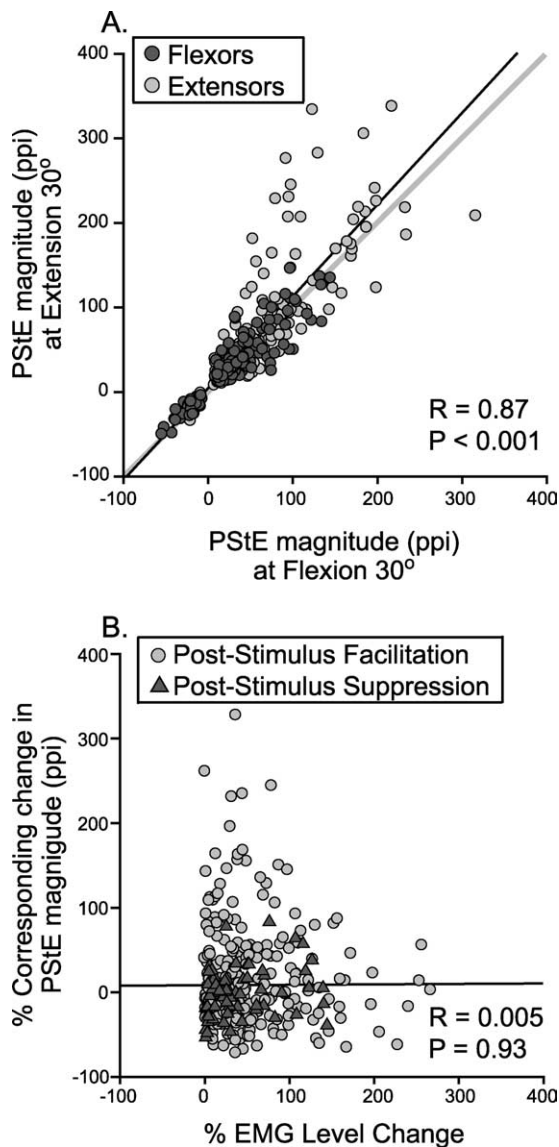 A.
400
Flexors
Extensors
300
200
100
0
-100
PStE magnitude (ppi)
at Extension 30º
R = 0.87
P < 0.001
-100
0
100
200
300
400
PStE magnitude (ppi)
at Flexion 30º
B.
400
Post-Stimulus Facilitation
Post-Stimulus Suppression
300
200
100
0
-100
% Corresponding change in
PStE magnigude (ppi)
R = 0.005
P = 0.93
-100
0
100
200
300
400
% EMG Level Change